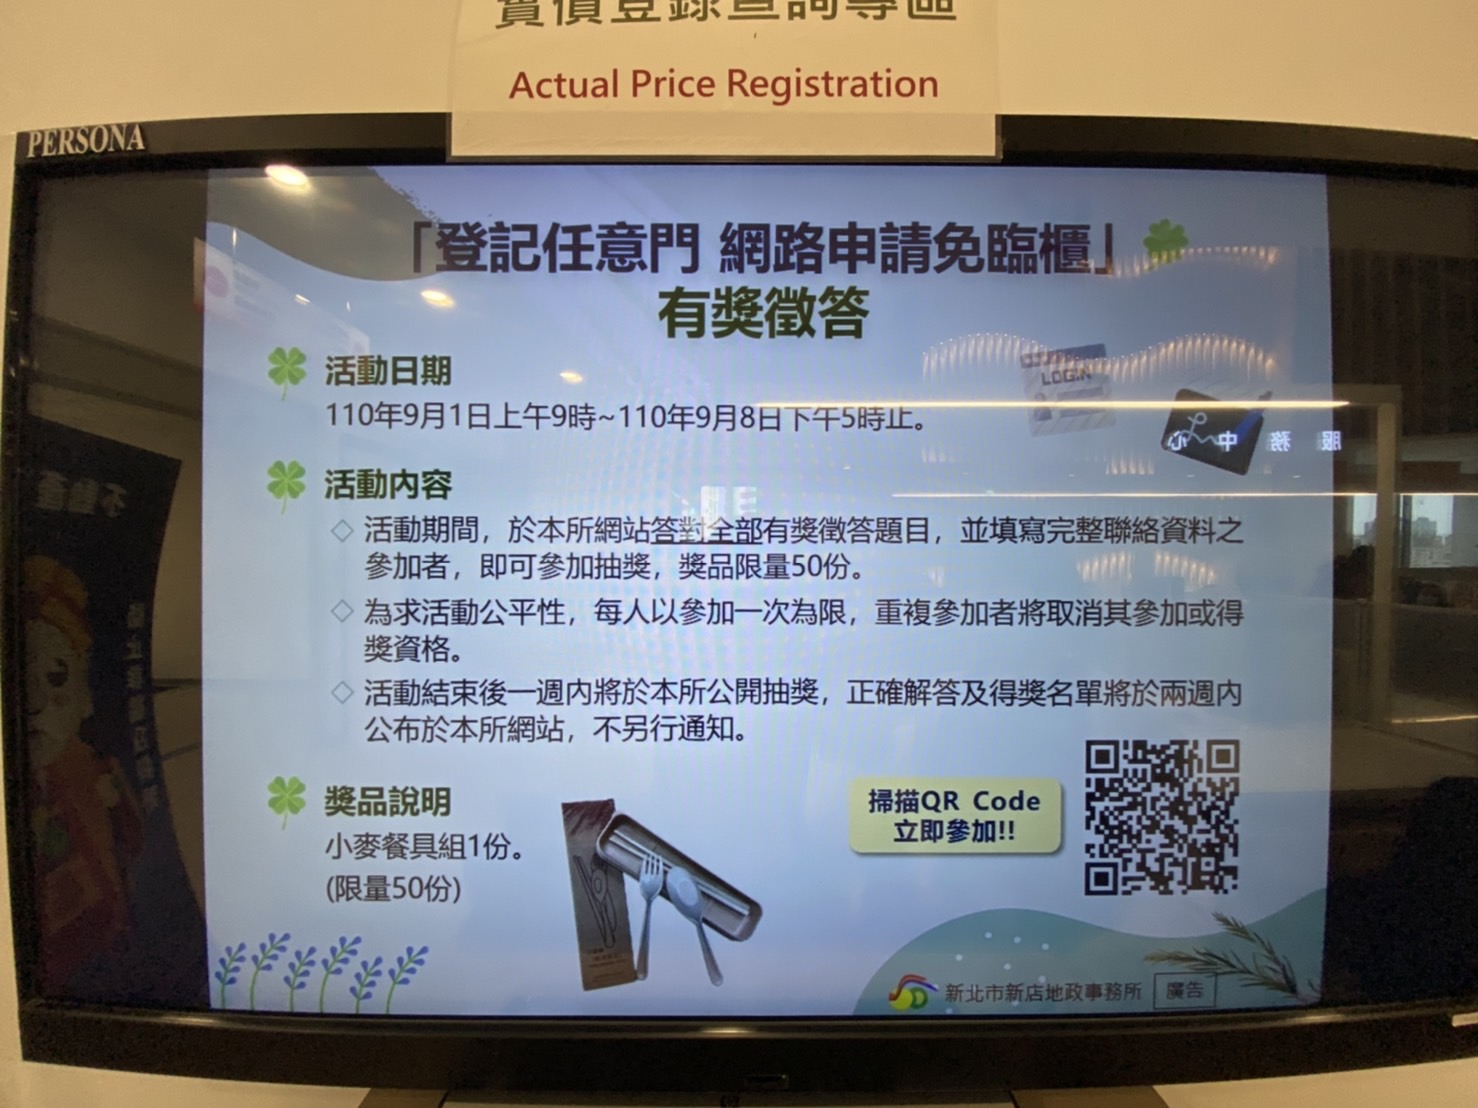 實價登錄查詢專區
Actual Price Registration
PERSONA
「登記任意門 網路申請免臨櫃」
有獎徵答
活動日期
110年9月1日上午9時~110年9月8日下午5時止。
LOGIN
服務中心
活動內容
◇ 活動期間，於本所網站答對全部有獎徵答題目，並填寫完整聯絡資料之
參加者，即可參加抽獎，獎品限量50份。
◇ 為求活動公平性，每人以參加一次為限，重複參加者將取消其參加或得
獎資格。
◇ 活動結束後一週內將於本所公開抽獎，正確解答及得獎名單將於兩週內
公布於本所網站，不另行通知。
獎品說明
小麥餐具組1份。
(限量50份)
掃描QR Code
立即參加!!
新北市新店地政事務所 廣告